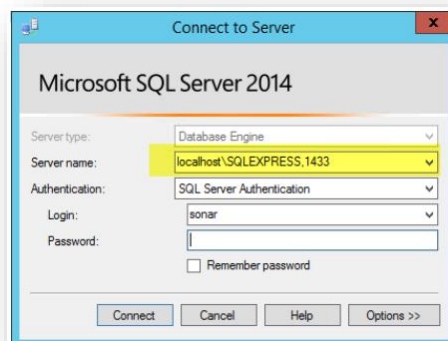 Connect to Server
x
Microsoft SQL Server 2014
Server type: Database Engine
Server name: localhost\SQLEXPRESS,1433
Authentication: SQL Server Authentication
Login: sonar
Password:
Remember password
Connect Cancel Help Options >>